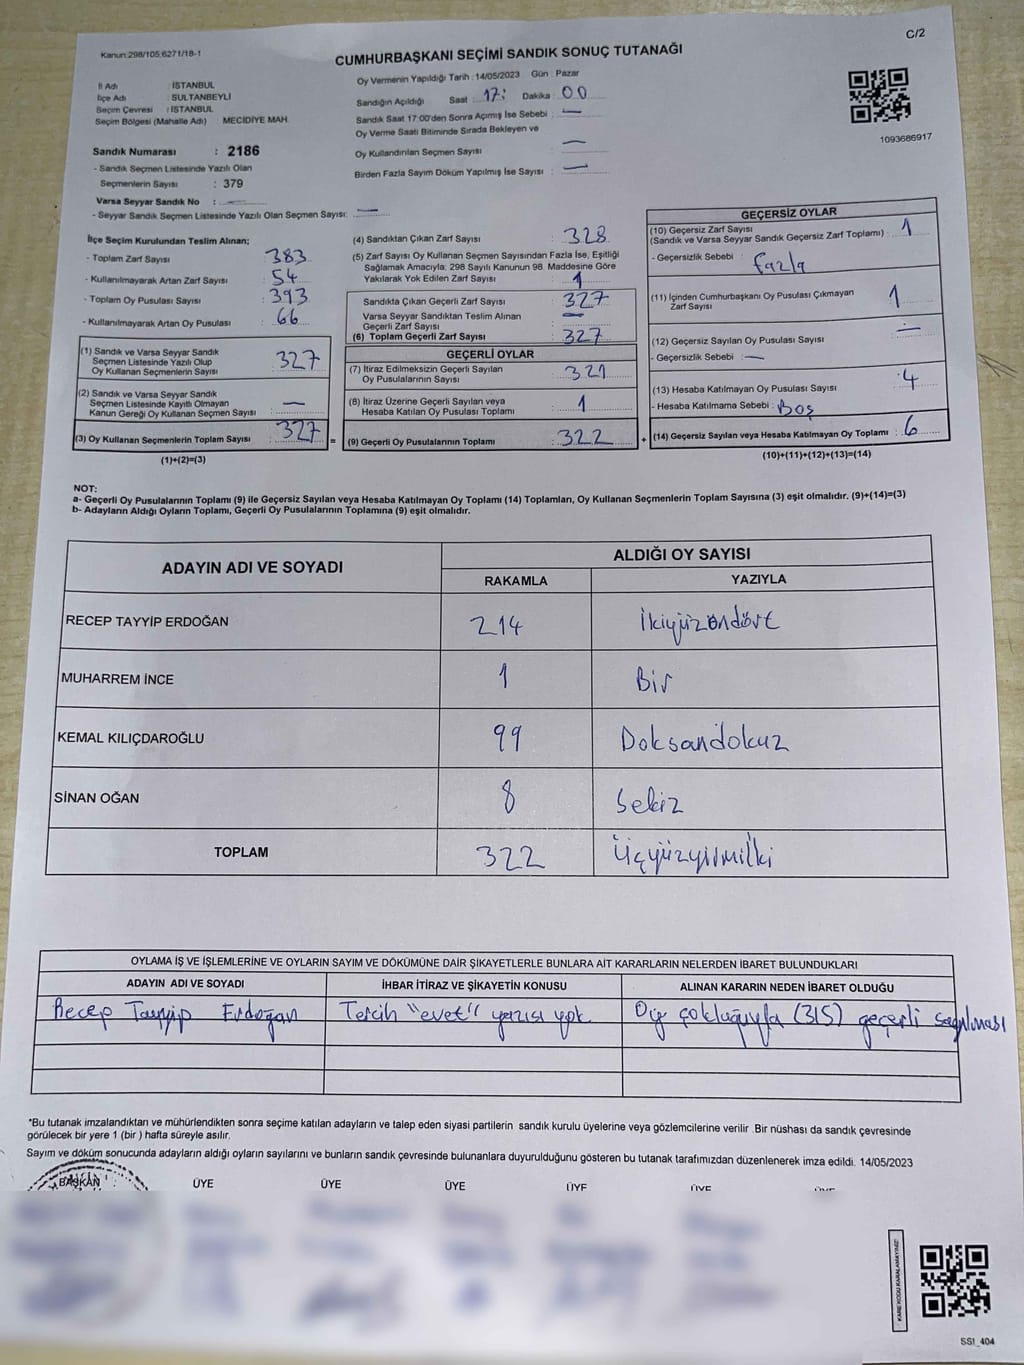 C/2
Kanun:298/105;6271/18-1
CUMHURBAŞKANI SEÇİMİ SANDIK SONUÇ TUTANAĞI
İl Adı : İSTANBUL
İlçe Adı : SULTANBEYLİ
Seçim Çevresi : İSTANBUL
Seçim Bölgesi (Mahalle Adı) MECİDİYE MAH.
Sandık Numarası : 2186
- Sandık Seçmen Listesinde Yazılı Olan
Seçmenlerin Sayısı : 379
Varsa Seyyar Sandık No : —
- Seyyar Sandık Seçmen Listesinde Yazılı Olan Seçmen Sayısı: —
Oy Vermenin Yapıldığı Tarih : 14/05/2023 Gün : Pazar
Sandığın Açıldığı Saat : 17: Dakika : 00
Sandık Saat 17:00'den Sonra Açımış İse Sebebi : —
Oy Verme Saati Bitiminde Sırada Bekleyen ve
Oy Kullandırılan Seçmen Sayısı —
Birden Fazla Sayım Döküm Yapılmış İse Sayısı : —
1093686917
İlçe Seçim Kurulundan Teslim Alınan;
- Toplam Zarf Sayısı : 383
- Kullanılmayarak Artan Zarf Sayısı : 54
- Toplam Oy Pusulası Sayısı : 393
- Kullanılmayarak Artan Oy Pusulası : 66
(1) Sandık ve Varsa Seyyar Sandık
Seçmen Listesinde Yazılı Olup
Oy Kullanan Seçmenlerin Sayısı : 327
(2) Sandık ve Varsa Seyyar Sandık
Seçmen Listesinde Kayıtlı Olmayan
Kanun Gereği Oy Kullanan Seçmen Sayısı : —
(3) Oy Kullanan Seçmenlerin Toplam Sayısı : 327 =
(1)+(2)=(3)
(4) Sandıktan Çıkan Zarf Sayısı : 328
(5) Zarf Sayısı Oy Kullanan Seçmen Sayısından Fazla İse, Eşitliği
Sağlamak Amacıyla; 298 Sayılı Kanunun 98. Maddesine Göre
Yakılarak Yok Edilen Zarf Sayısı : 1
Sandıkta Çıkan Geçerli Zarf Sayısı : 327
Varsa Seyyar Sandıktan Teslim Alınan
Geçerli Zarf Sayısı : —
(6) Toplam Geçerli Zarf Sayısı : 327
GEÇERLİ OYLAR
(7) İtiraz Edilmeksizin Geçerli Sayılan
Oy Pusulalarının Sayısı : 321
(8) İtiraz Üzerine Geçerli Sayılan veya
Hesaba Katılan Oy Pusulası Toplamı : 1
(9) Geçerli Oy Pusulalarının Toplamı : 322 +
GEÇERSİZ OYLAR
(10) Geçersiz Zarf Sayısı
(Sandık ve Varsa Seyyar Sandık Geçersiz Zarf Toplamı) : 1
- Geçersizlik Sebebi : fazla
(11) İçinden Cumhurbaşkanı Oy Pusulası Çıkmayan
Zarf Sayısı : 1
(12) Geçersiz Sayılan Oy Pusulası Sayısı : —
- Geçersizlik Sebebi : —
(13) Hesaba Katılmayan Oy Pusulası Sayısı : 4
- Hesaba Katılmama Sebebi : Boş
(14) Geçersiz Sayılan veya Hesaba Katılmayan Oy Toplamı : 6
(10)+(11)+(12)+(13)=(14)
NOT:
a- Geçerli Oy Pusulalarının Toplamı (9) ile Geçersiz Sayılan veya Hesaba Katılmayan Oy Toplamı (14) Toplamları, Oy Kullanan Seçmenlerin Toplam Sayısına (3) eşit olmalıdır. (9)+(14)=(3)
b- Adayların Aldığı Oyların Toplamı, Geçerli Oy Pusulalarının Toplamına (9) eşit olmalıdır.
ADAYIN ADI VE SOYADI ALDIĞI OY SAYISI
RAKAMLA YAZIYLA
RECEP TAYYİP ERDOĞAN 214 İkiyüzondört
MUHARREM İNCE 1 Bir
KEMAL KILIÇDAROĞLU 99 Doksandokuz
SİNAN OĞAN 8 Sekiz
TOPLAM 322 Üçyüzyirmiiki
OYLAMA İŞ VE İŞLEMLERİNE VE OYLARIN SAYIM VE DÖKÜMÜNE DAİR ŞİKAYETLERLE BUNLARA AİT KARARLARIN NELERDEN İBARET BULUNDUKLARI
ADAYIN ADI VE SOYADI İHBAR İTİRAZ VE ŞİKAYETİN KONUSU ALINAN KARARIN NEDEN İBARET OLDUĞU
Recep Tayyip Erdoğan Tercih "evet" yazısı yok Oy çokluğuyla (315) geçerli sayılması
*Bu tutanak imzalandıktan ve mühürlendikten sonra seçime katılan adayların ve talep eden siyasi partilerin sandık kurulu üyelerine veya gözlemcilerine verilir .Bir nüshası da sandık çevresinde
görülecek bir yere 1 (bir ) hafta süreyle asılır.
Sayım ve döküm sonucunda adayların aldığı oyların sayılarını ve bunların sandık çevresinde bulunanlara duyurulduğunu gösteren bu tutanak tarafımızdan düzenlenerek imza edildi. 14/05/2023
BAŞKAN ÜYE ÜYE ÜYE ÜYE ÜYE ÜYE
KARE KODU KARALAMAYINIZ!
SSI_404